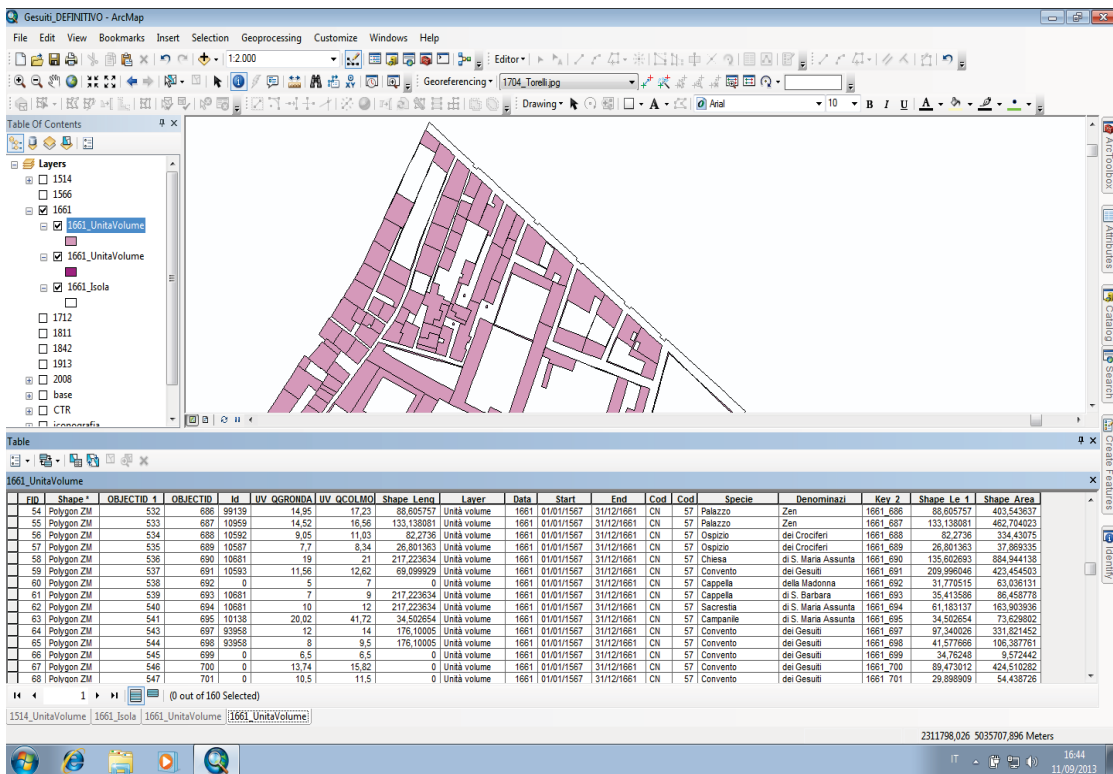 Gesuiti_DEFINITIVO - ArcMap
File Edit View Bookmarks Insert Selection Geoprocessing Customize Windows Help
1:2.000 Editor
Georeferencing 1704_Torelli.jpg
Drawing A Arial 10 B I U A
Table Of Contents
Layers
1514
1566
1661
1661_UnitaVolume
1661_UnitaVolume
1661_Isola
1712
1811
1842
1913
2008
base
CTR
iconografia
ArcToolbox
Attributes
Catalog
Search
Create Features
Identify
Table
1661_UnitaVolume
FID Shape * OBJECTID_1 OBJECTID Id UV_QGRONDA UV_QCOLMO Shape_Leng Layer Data Start End Cod Cod Specie Denominazi Key_2 Shape_Le_1 Shape_Area
54 Polygon ZM 532 686 99139 14,95 17,23 88,605757 Unità volume 1661 01/01/1567 31/12/1661 CN 57 Palazzo Zen 1661_686 88,605757 403,543637
55 Polygon ZM 533 687 10959 14,52 16,56 133,138081 Unità volume 1661 01/01/1567 31/12/1661 CN 57 Palazzo Zen 1661_687 133,138081 462,704023
56 Polygon ZM 534 688 10592 9,05 11,03 82,2736 Unità volume 1661 01/01/1567 31/12/1661 CN 57 Ospizio dei Crociferi 1661_688 82,2736 334,43075
57 Polygon ZM 535 689 10587 7,7 8,34 26,801363 Unità volume 1661 01/01/1567 31/12/1661 CN 57 Ospizio dei Crociferi 1661_689 26,801363 37,869335
58 Polygon ZM 536 690 10681 19 21 217,223634 Unità volume 1661 01/01/1567 31/12/1661 CN 57 Chiesa di S. Maria Assunta 1661_690 135,602693 884,944138
59 Polygon ZM 537 691 10593 11,56 12,62 69,099929 Unità volume 1661 01/01/1567 31/12/1661 CN 57 Convento dei Gesuiti 1661_691 209,996046 423,454503
60 Polygon ZM 538 692 0 5 7 0 Unità volume 1661 01/01/1567 31/12/1661 CN 57 Cappella della Madonna 1661_692 31,770515 63,036131
61 Polygon ZM 539 693 10681 7 9 217,223634 Unità volume 1661 01/01/1567 31/12/1661 CN 57 Cappella di S. Barbara 1661_693 35,413586 86,458778
62 Polygon ZM 540 694 10681 10 12 217,223634 Unità volume 1661 01/01/1567 31/12/1661 CN 57 Sacrestia di S. Maria Assunta 1661_694 61,183137 163,903936
63 Polygon ZM 541 695 10138 20,02 41,72 34,502654 Unità volume 1661 01/01/1567 31/12/1661 CN 57 Campanile di S. Maria Assunta 1661_695 34,502654 73,629802
64 Polygon ZM 543 697 93958 12 14 176,10005 Unità volume 1661 01/01/1567 31/12/1661 CN 57 Convento dei Gesuiti 1661_697 97,340026 331,821452
65 Polygon ZM 544 698 93958 8 9,5 176,10005 Unità volume 1661 01/01/1567 31/12/1661 CN 57 Convento dei Gesuiti 1661_698 41,577666 106,387761
66 Polygon ZM 545 699 0 6,5 6,5 0 Unità volume 1661 01/01/1567 31/12/1661 CN 57 Convento dei Gesuiti 1661_699 34,76248 9,572442
67 Polygon ZM 546 700 0 13,74 15,82 0 Unità volume 1661 01/01/1567 31/12/1661 CN 57 Convento dei Gesuiti 1661_700 89,473012 424,510282
68 Polygon ZM 547 701 0 10,5 11,5 0 Unità volume 1661 01/01/1567 31/12/1661 CN 57 Convento dei Gesuiti 1661_701 29,898909 54,438726
1 (0 out of 160 Selected)
1514_UnitaVolume 1661_Isola 1661_UnitaVolume 1661_UnitaVolume
2311798,026 5035707,896 Meters
IT 16:44
11/09/2013